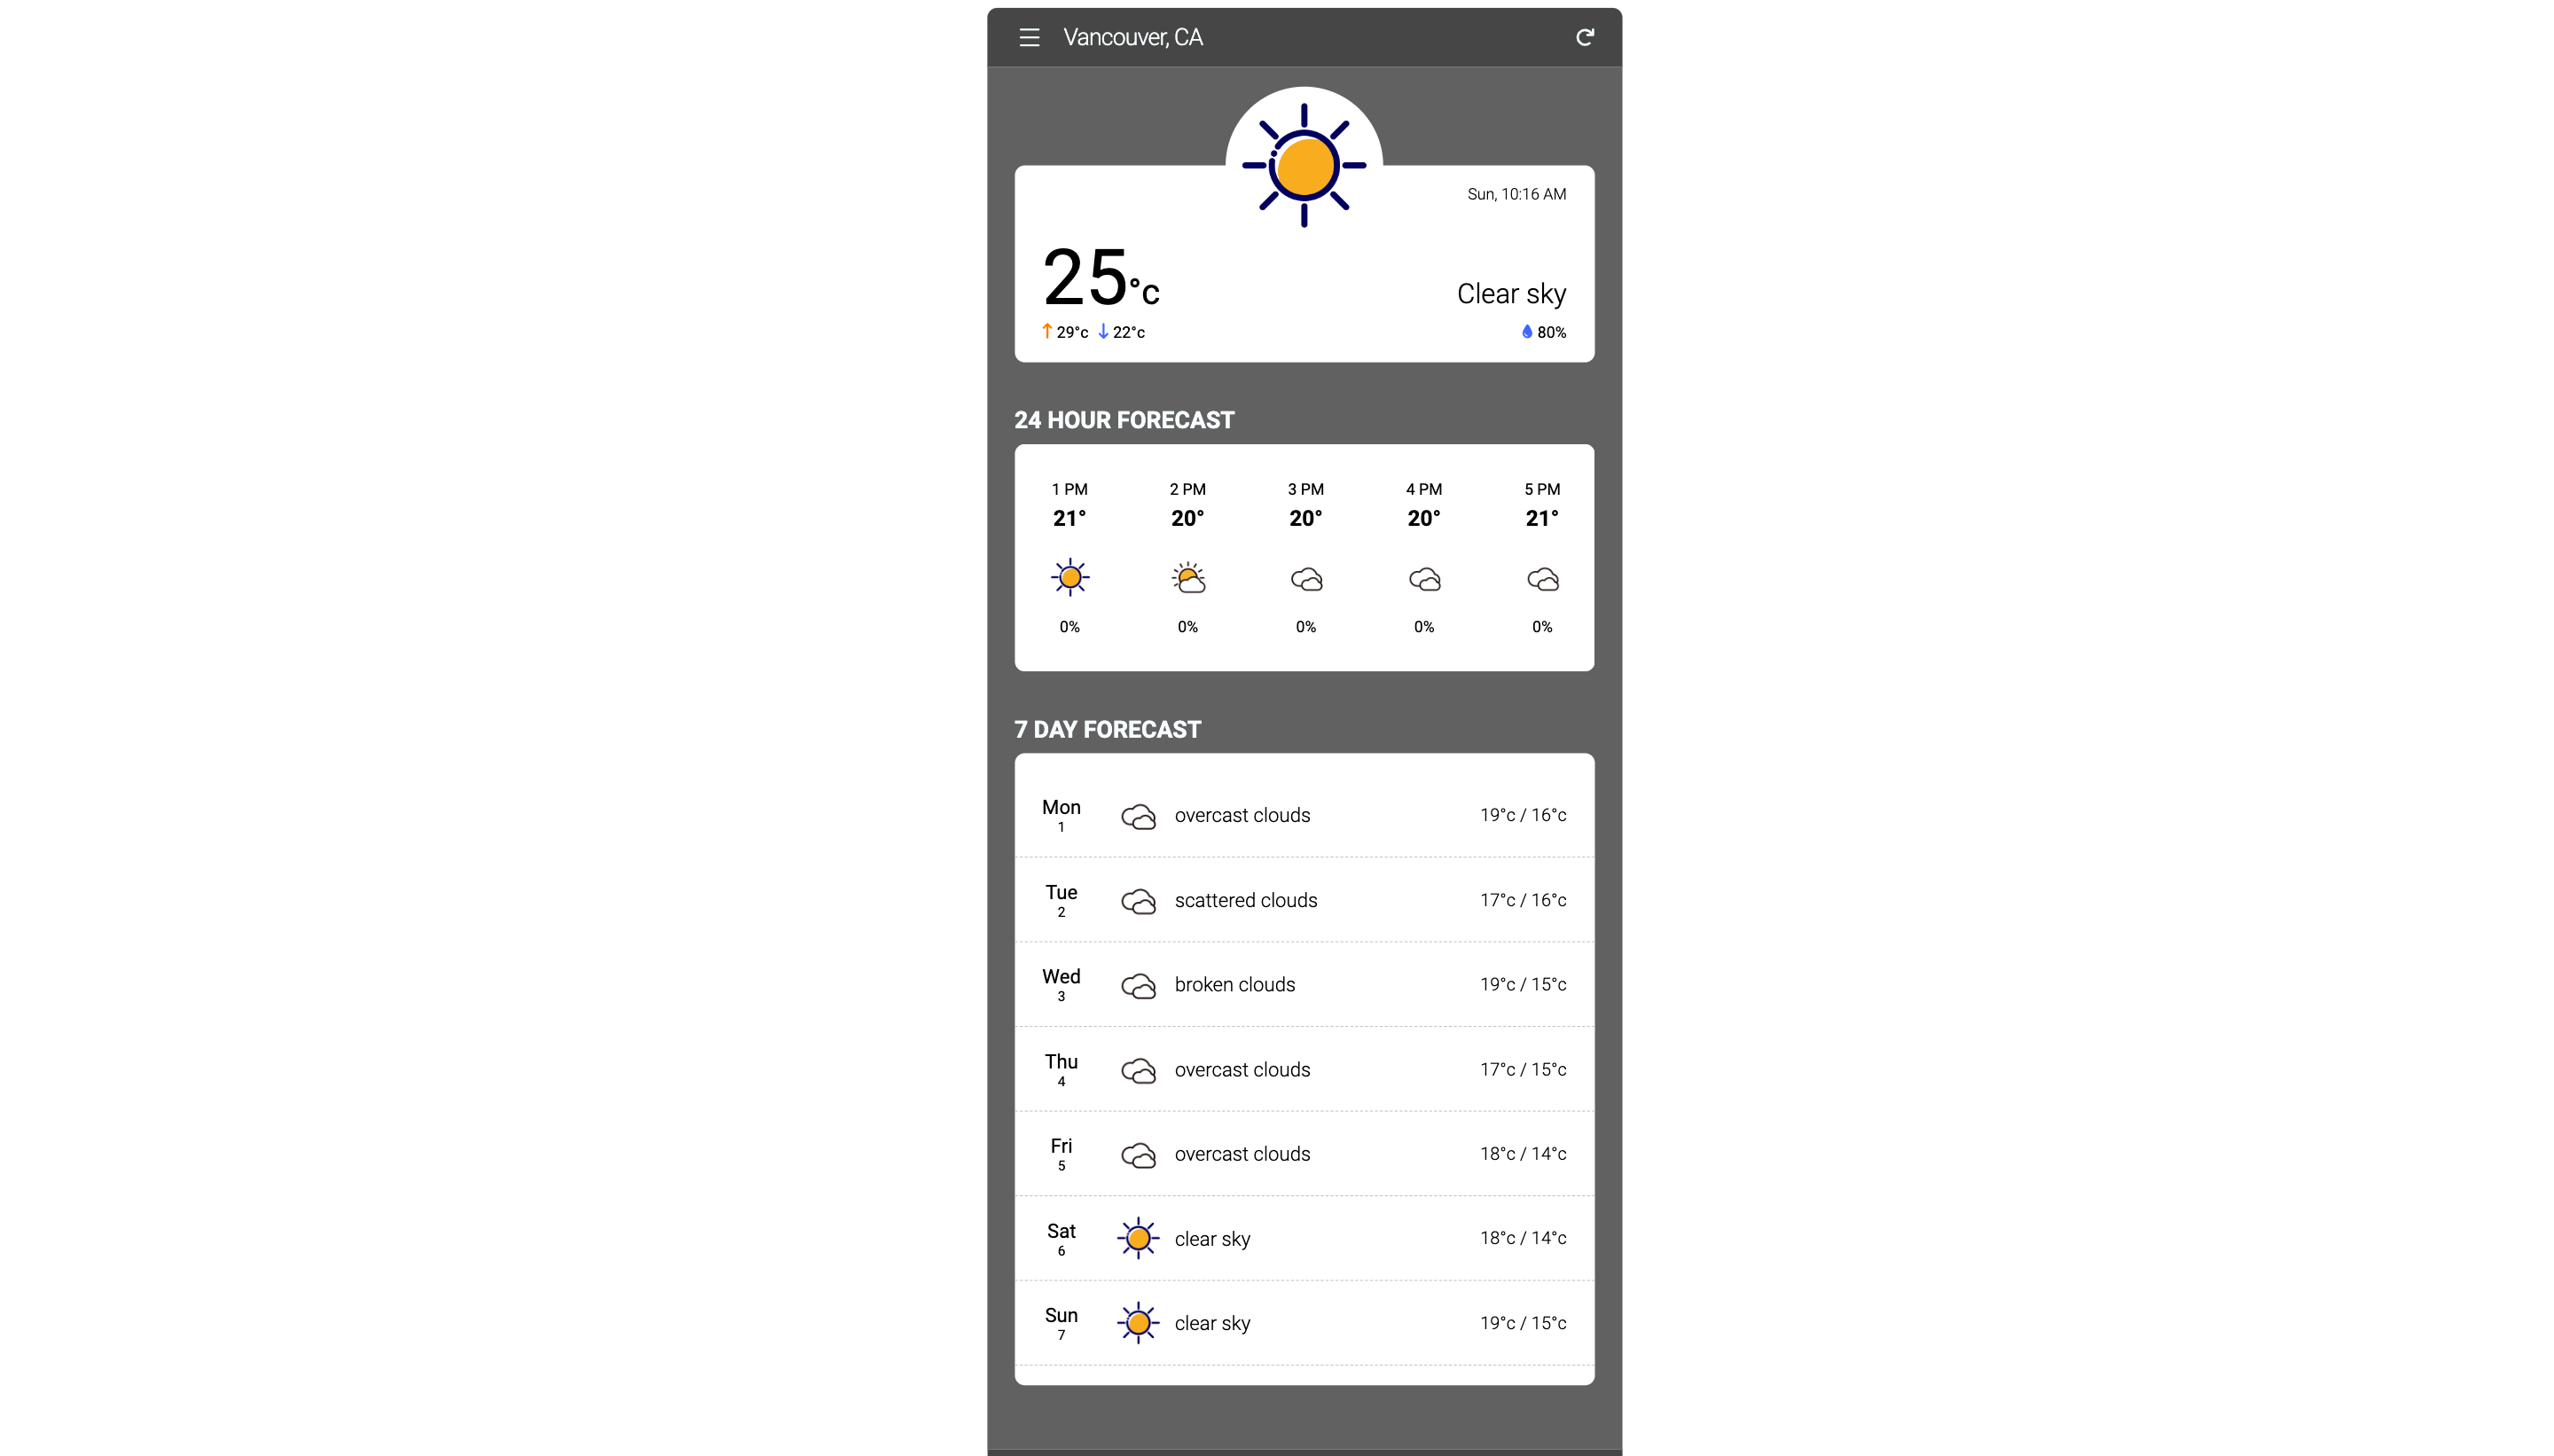 Vancouver, CA
Sun, 10:16 AM
25°c
Clear sky
29°c 22°c
80%
24 HOUR FORECAST
1 PM 2 PM 3 PM 4 PM 5 PM
21° 20° 20° 20° 21°
0% 0% 0% 0% 0%
7 DAY FORECAST
Mon
1
overcast clouds
19°c / 16°c
Tue
2
scattered clouds
17°c / 16°c
Wed
3
broken clouds
19°c / 15°c
Thu
4
overcast clouds
17°c / 15°c
Fri
5
overcast clouds
18°c / 14°c
Sat
6
clear sky
18°c / 14°c
Sun
7
clear sky
19°c / 15°c